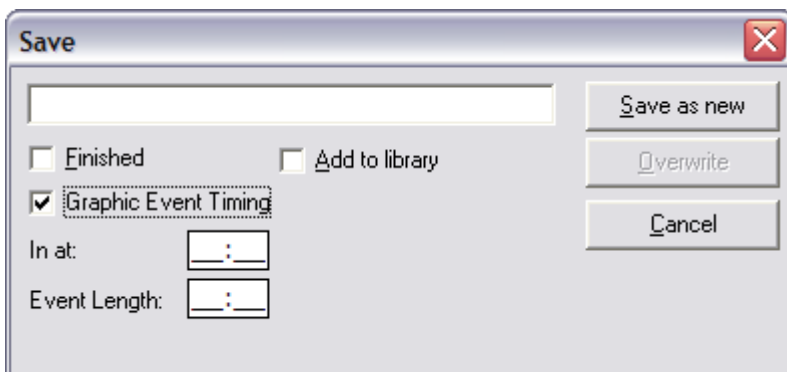 Save
Save as new
Finished
Add to library
Overwrite
Graphic Event Timing
Cancel
In at: __:__
Event Length: __:__